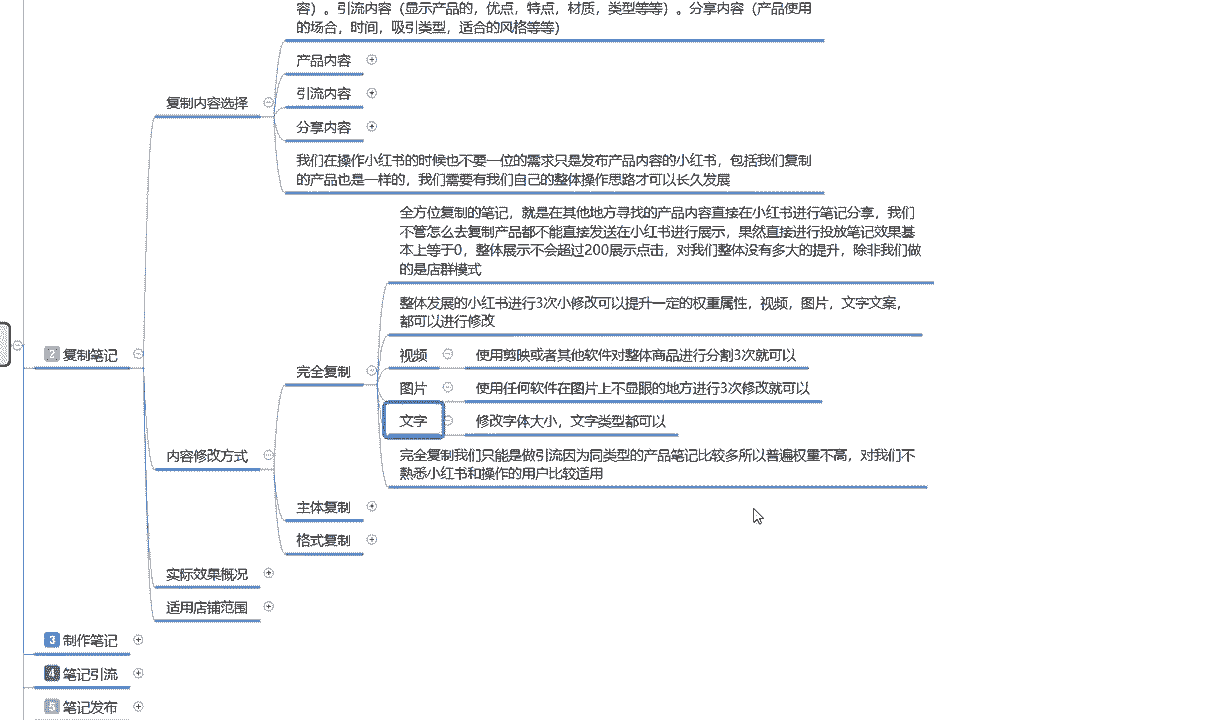 容）。引流内容（显示产品的，优点，特点，材质，类型等等）。分享内容（产品使用
的场合，时间，吸引类型，适合的风格等等）
产品内容
引流内容
复制内容选择
分享内容
我们在操作小红书的时候也不要一位的需求只是发布产品内容的小红书，包括我们复制
的产品也是一样的，我们需要有我们自己的整体操作思路才可以长久发展
全方位复制的笔记，就是在其他地方寻找的产品内容直接在小红书进行笔记分享，我们
不管怎么去复制产品都不能直接发送在小红书进行展示，果然直接进行投放笔记效果基
本上等于0，整体展示不会超过200展示点击，对我们整体没有多大的提升，除非我们做
的是店群模式
整体发展的小红书进行3次小修改可以提升一定的权重属性，视频，图片，文字文案，
都可以进行修改
2 复制笔记
视频 使用剪映或者其他软件对整体商品进行分割3次就可以
完全复制
图片 使用任何软件在图片上不显眼的地方进行3次修改就可以
文字 修改字体大小，文字类型都可以
内容修改方式
完全复制我们只能是做引流因为同类型的产品笔记比较多所以普遍权重不高，对我们不
熟悉小红书和操作的用户比较适用
主体复制
格式复制
实际效果概况
适用店铺范围
3 制作笔记
4 笔记引流
5 笔记发布